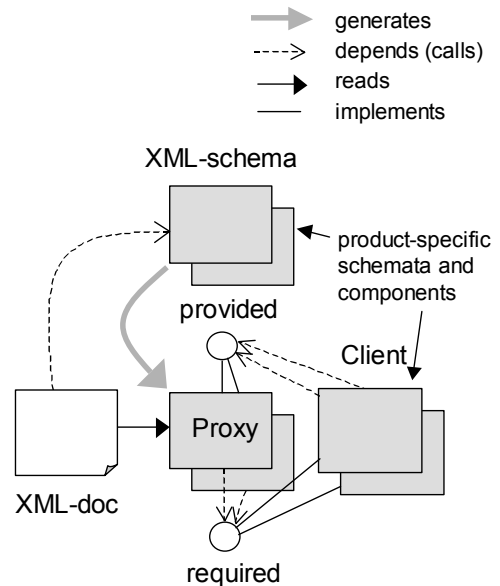 generates
depends (calls)
reads
implements
XML-schema
product-specific
schemata and
components
provided
Client
Proxy
XML-doc
required